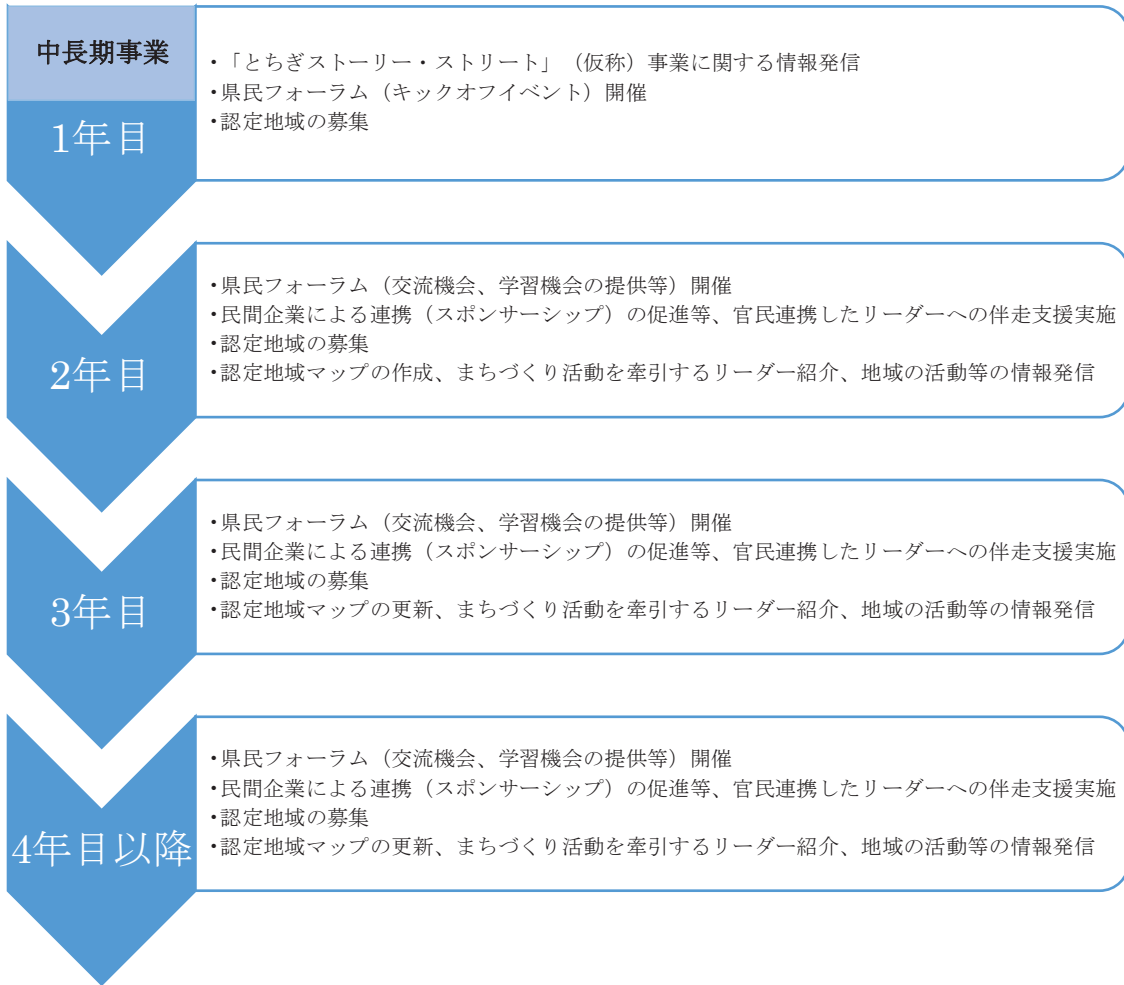 中長期事業
1年目
・「とちぎストーリー・ストリート」（仮称）事業に関する情報発信
・県民フォーラム（キックオフイベント）開催
・認定地域の募集
2年目
・県民フォーラム（交流機会、学習機会の提供等）開催
・民間企業による連携（スポンサーシップ）の促進等、官民連携したリーダーへの伴走支援実施
・認定地域の募集
・認定地域マップの作成、まちづくり活動を牽引するリーダー紹介、地域の活動等の情報発信
3年目
・県民フォーラム（交流機会、学習機会の提供等）開催
・民間企業による連携（スポンサーシップ）の促進等、官民連携したリーダーへの伴走支援実施
・認定地域の募集
・認定地域マップの更新、まちづくり活動を牽引するリーダー紹介、地域の活動等の情報発信
4年目以降
・県民フォーラム（交流機会、学習機会の提供等）開催
・民間企業による連携（スポンサーシップ）の促進等、官民連携したリーダーへの伴走支援実施
・認定地域の募集
・認定地域マップの更新、まちづくり活動を牽引するリーダー紹介、地域の活動等の情報発信